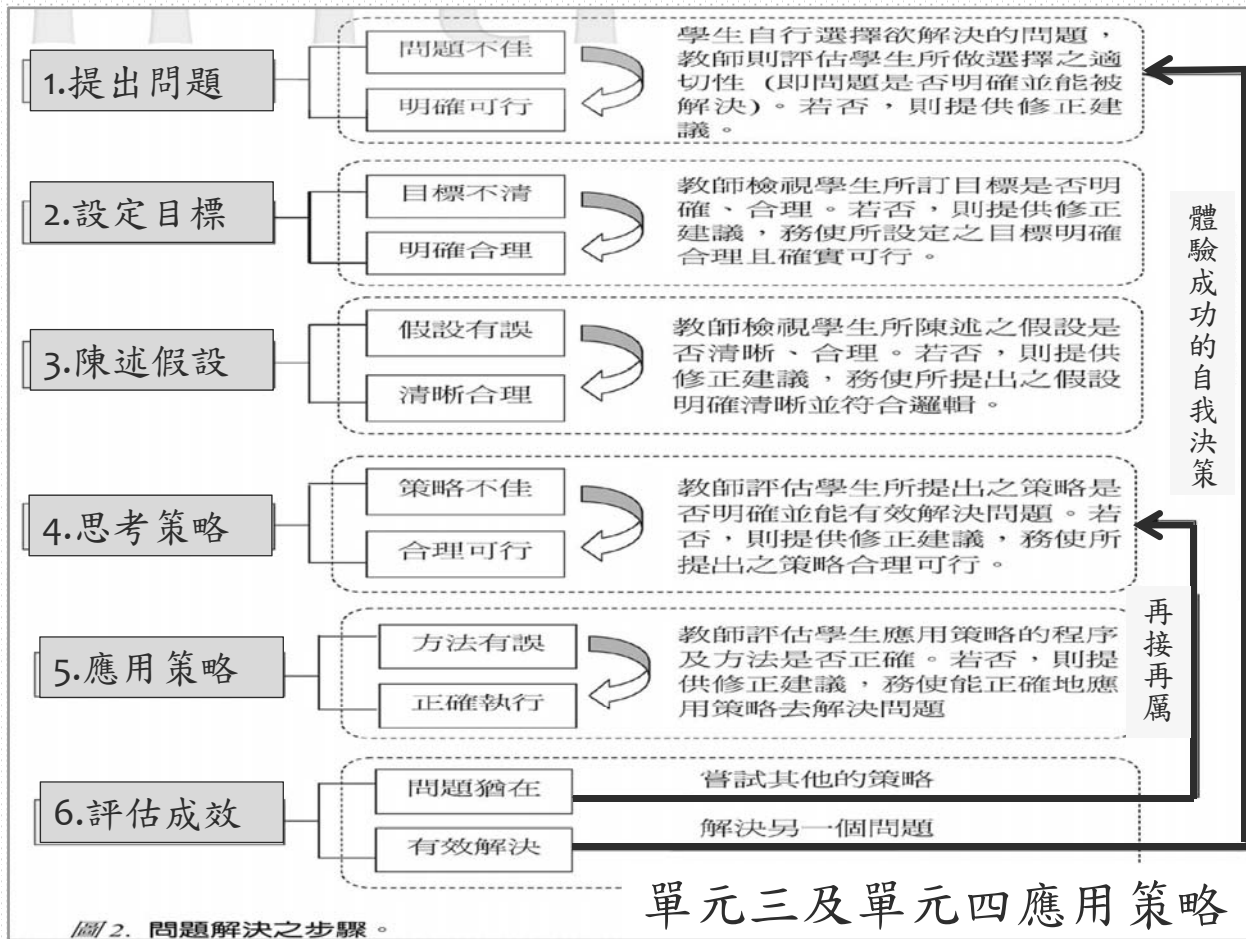 1.提出問題
問題不佳
明確可行
學生自行選擇欲解決的問題，
教師則評估學生所做選擇之適
切性 (即問題是否明確並能被
解決)。若否，則提供修正建
議。
2.設定目標
目標不清
明確合理
教師檢視學生所訂目標是否明
確、合理。若否，則提供修正
建議，務使所設定之目標明確
合理且確實可行。
3.陳述假設
假設有誤
清晰合理
教師檢視學生所陳述之假設是
否清晰、合理。若否，則提供
修正建議，務使所提出之假設
明確清晰並符合邏輯。
4.思考策略
策略不佳
合理可行
教師評估學生所提出之策略是
否明確並能有效解決問題。若
否，則提供修正建議，務使所
提出之策略合理可行。
5.應用策略
方法有誤
正確執行
教師評估學生應用策略的程序
及方法是否正確。若否，則提
供修正建議，務使能正確地應
用策略去解決問題
6.評估成效
問題猶在
有效解決
嘗試其他的策略
解決另一個問題
再接再厲
體驗成功的自我決策
單元三及單元四應用策略
圖 2. 問題解決之步驟。